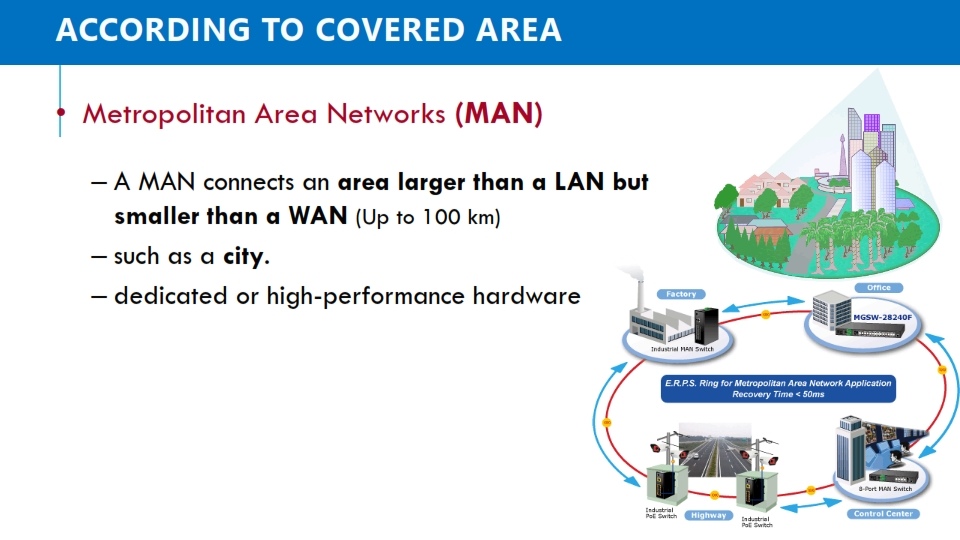 ACCORDING TO COVERED AREA
• Metropolitan Area Networks (MAN)
– A MAN connects an area larger than a LAN but
smaller than a WAN (Up to 100 km)
– such as a city.
– dedicated or high-performance hardware
Factory
Office
MGSW-28240F
Industrial MAN Switch
E.R.P.S. Ring for Metropolitan Area Network Application
Recovery Time < 50ms
8-Port MAN Switch
Industrial
PoE Switch
Highway
Industrial
PoE Switch
Control Center